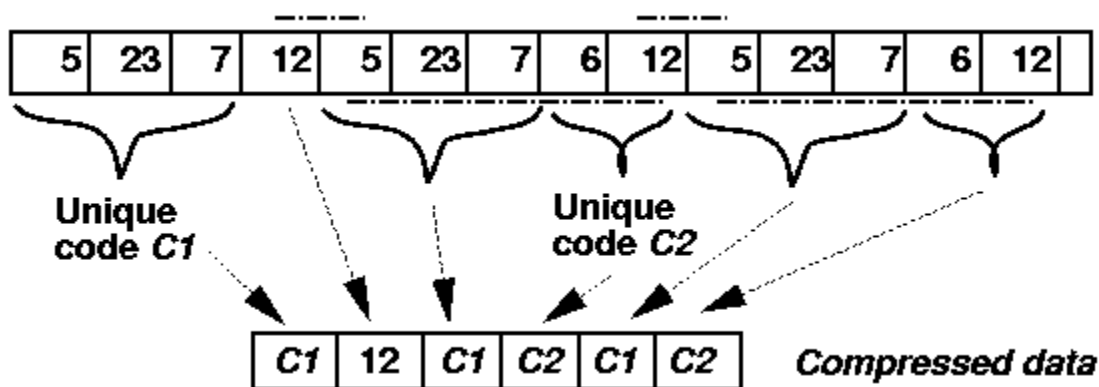 5 23 7 12 5 23 7 6 12 5 23 7 6 12
Unique
code C1
Unique
code C2
C1 12 C1 C2 C1 C2
Compressed data